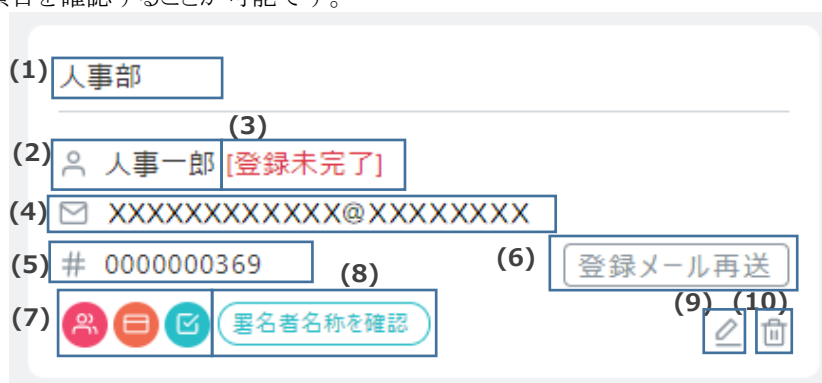 (1) 人事部
(3)
(2) 人事一郎 [登録未完了]
(4) XXXXXXXXXXXX@XXXXXXXX
(5) # 0000000369 (6) 登録メール再送
(8)
(7) 署名者名称を確認 (9) (10)